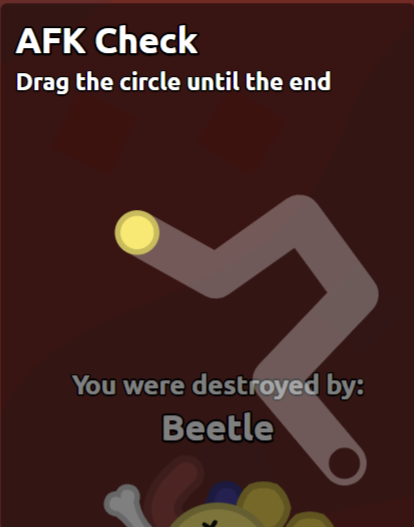 AFK Check
Drag the circle until the end
You were destroyed by:
Beetle